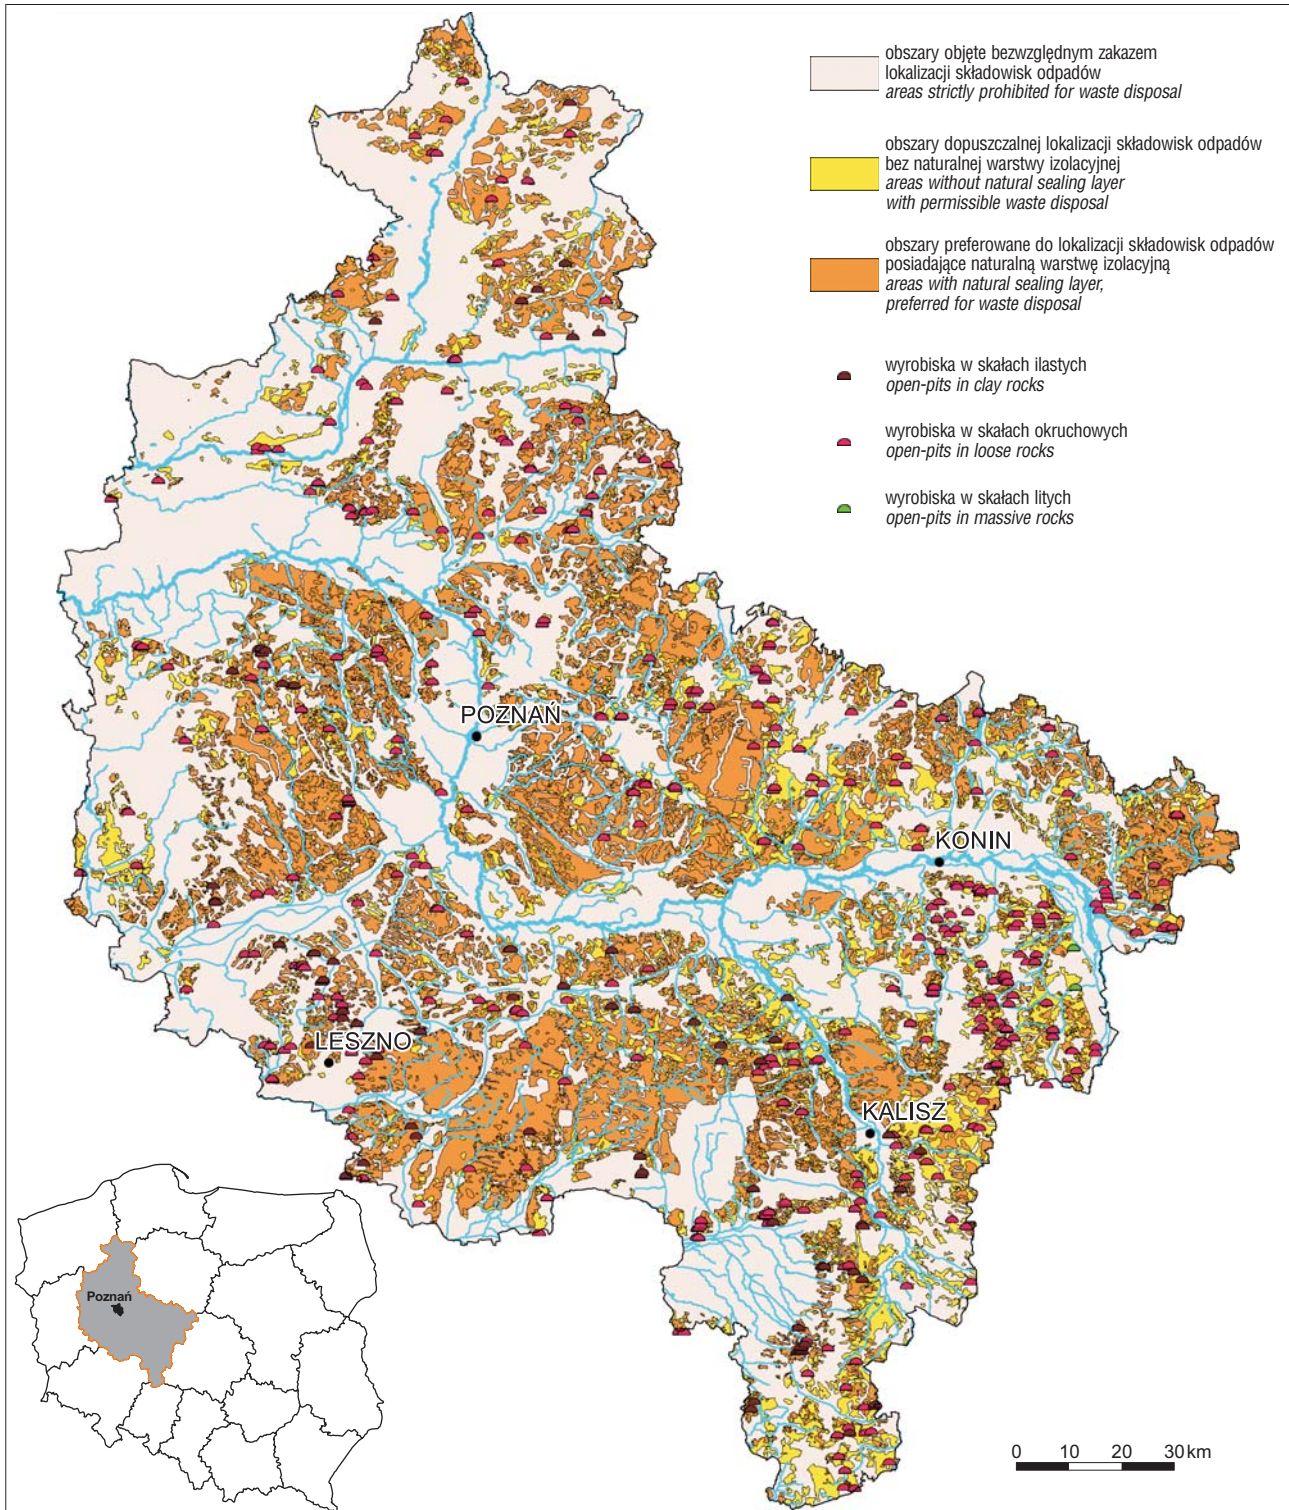 obszary objęte bezwzględnym zakazem
lokalizacji składowisk odpadów
areas strictly prohibited for waste disposal
obszary dopuszczalnej lokalizacji składowisk odpadów
bez naturalnej warstwy izolacyjnej
areas without natural sealing layer
with permissible waste disposal
obszary preferowane do lokalizacji składowisk odpadów
posiadające naturalną warstwę izolacyjną
areas with natural sealing layer,
preferred for waste disposal
wyrobiska w skałach ilastych
open-pits in clay rocks
wyrobiska w skałach okruchowych
open-pits in loose rocks
wyrobiska w skałach litych
open-pits in massive rocks
POZNAŃ
KONIN
LESZNO
KALISZ
Poznań
0 10 20 30 km